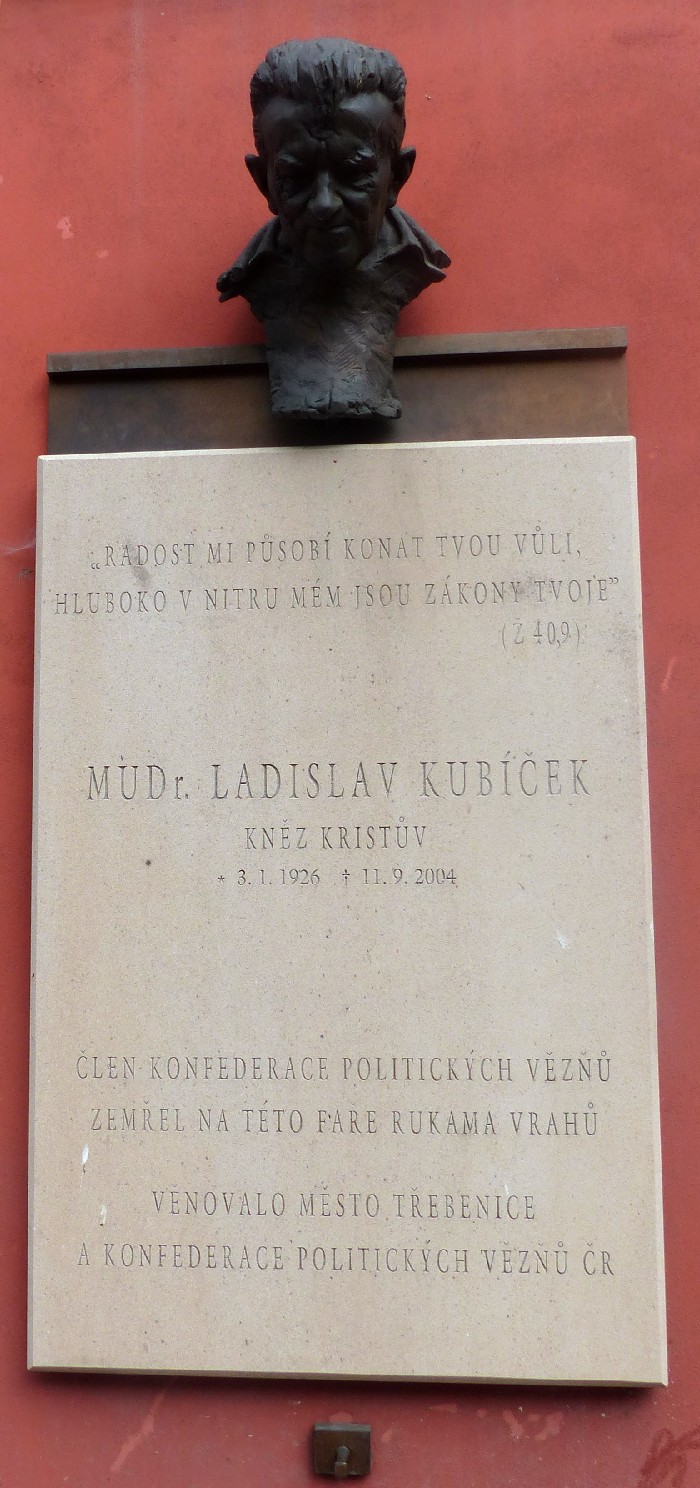 „RADOST MI PŮSOBÍ KONAT TVOU VŮLI,
HLUBOKO V NITRU MÉM JSOU ZÁKONY TVOJE”
(Ž 40,9)
MUDr. LADISLAV KUBÍČEK
KNĚZ KRISTŮV
* 3. 1. 1926 † 11. 9. 2004
ČLEN KONFEDERACE POLITICKÝCH VĚZŇŮ
ZEMŘEL NA TÉTO FAŘE RUKAMA VRAHŮ
VĚNOVALO MĚSTO TŘEBENICE
A KONFEDERACE POLITICKÝCH VĚZŇŮ ČR